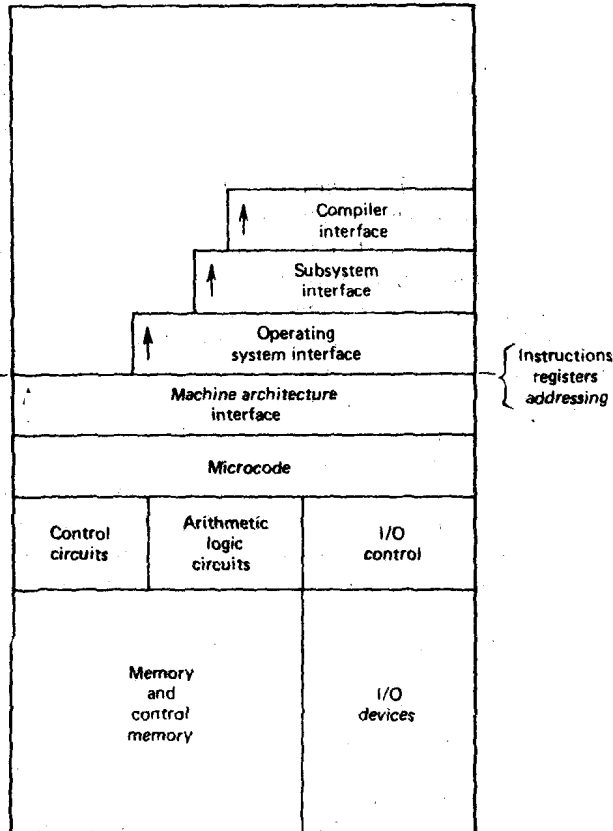 Compiler
interface
Subsystem
interface
Operating
system interface
Instructions
registers
addressing
Machine architecture
interface
Microcode
Control
circuits
Arithmetic
logic
circuits
I/O
control
Memory
and
control
memory
I/O
devices